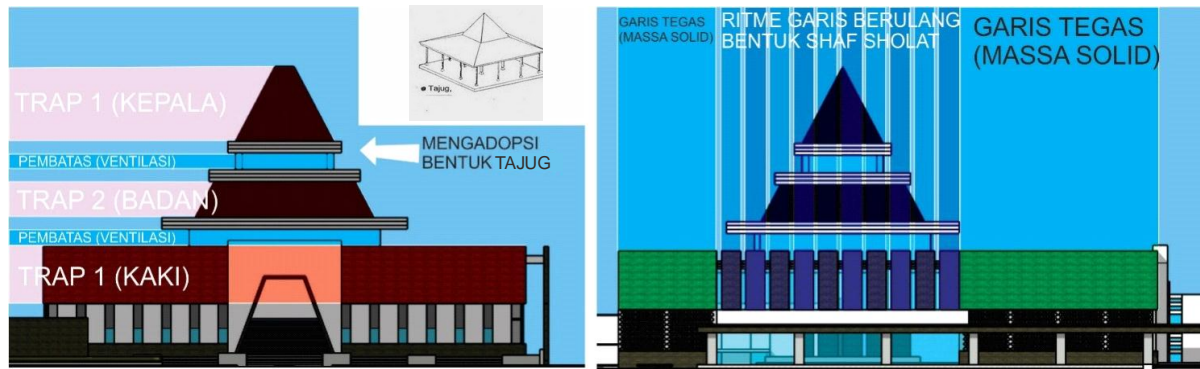 Tajug,
TRAP 1 (KEPALA)
PEMBATAS (VENTILASI)
TRAP 2 (BADAN)
PEMBATAS (VENTILASI)
TRAP 1 (KAKI)
MENGADOPSI
BENTUK TAJUG
GARIS TEGAS
(MASSA SOLID)
RITME GARIS BERULANG
BENTUK SHAF SHOLAT
GARIS TEGAS
(MASSA SOLID)